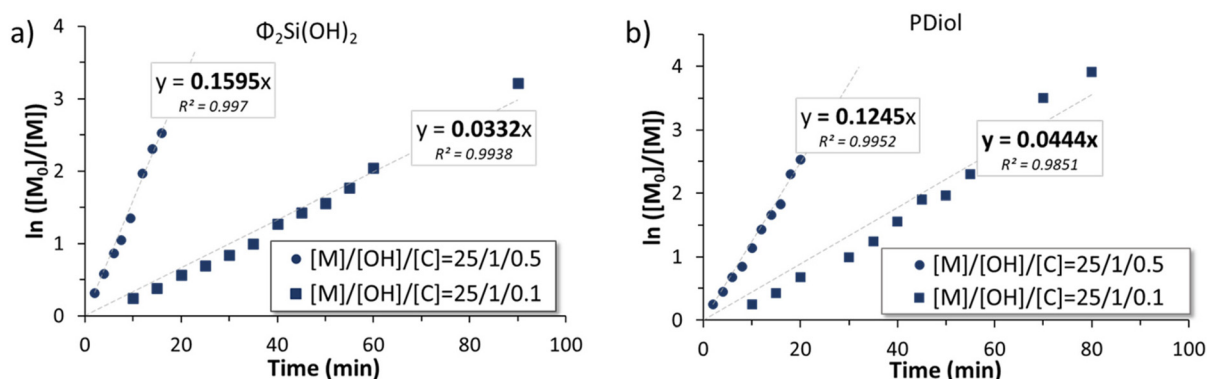 a)
Φ₂Si(OH)₂
4
3
2
1
0
ln ([M₀]/[M])
y = 0.1595x
R² = 0.997
y = 0.0332x
R² = 0.9938
[M]/[OH]/[C]=25/1/0.5
[M]/[OH]/[C]=25/1/0.1
0 20 40 60 80 100
Time (min)
b)
PDiol
4
3
2
1
0
ln ([M₀]/[M])
y = 0.1245x
R² = 0.9952
y = 0.0444x
R² = 0.9851
[M]/[OH]/[C]=25/1/0.5
[M]/[OH]/[C]=25/1/0.1
0 20 40 60 80 100
Time (min)